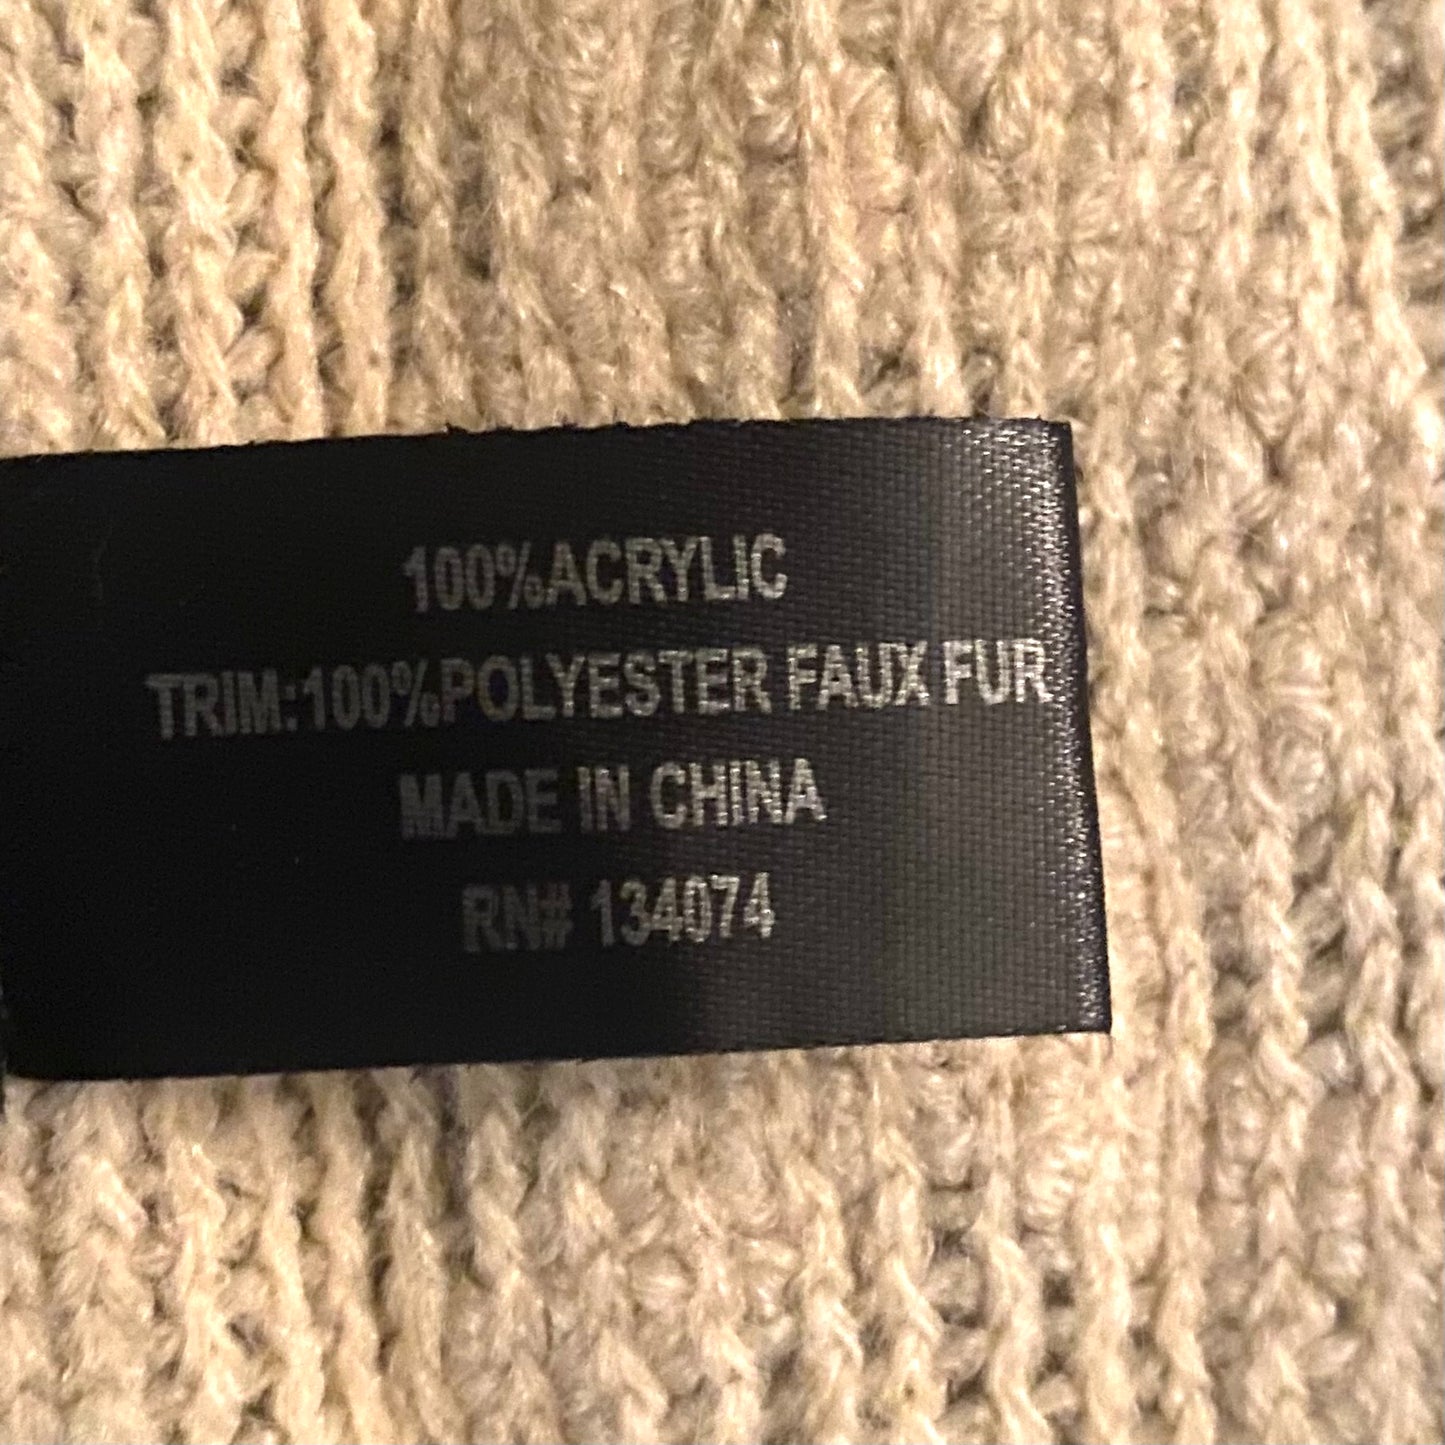 100%ACRYLIC
TRIM:100%POLYESTER FAUX FUR
MADE IN CHINA
RN# 134074